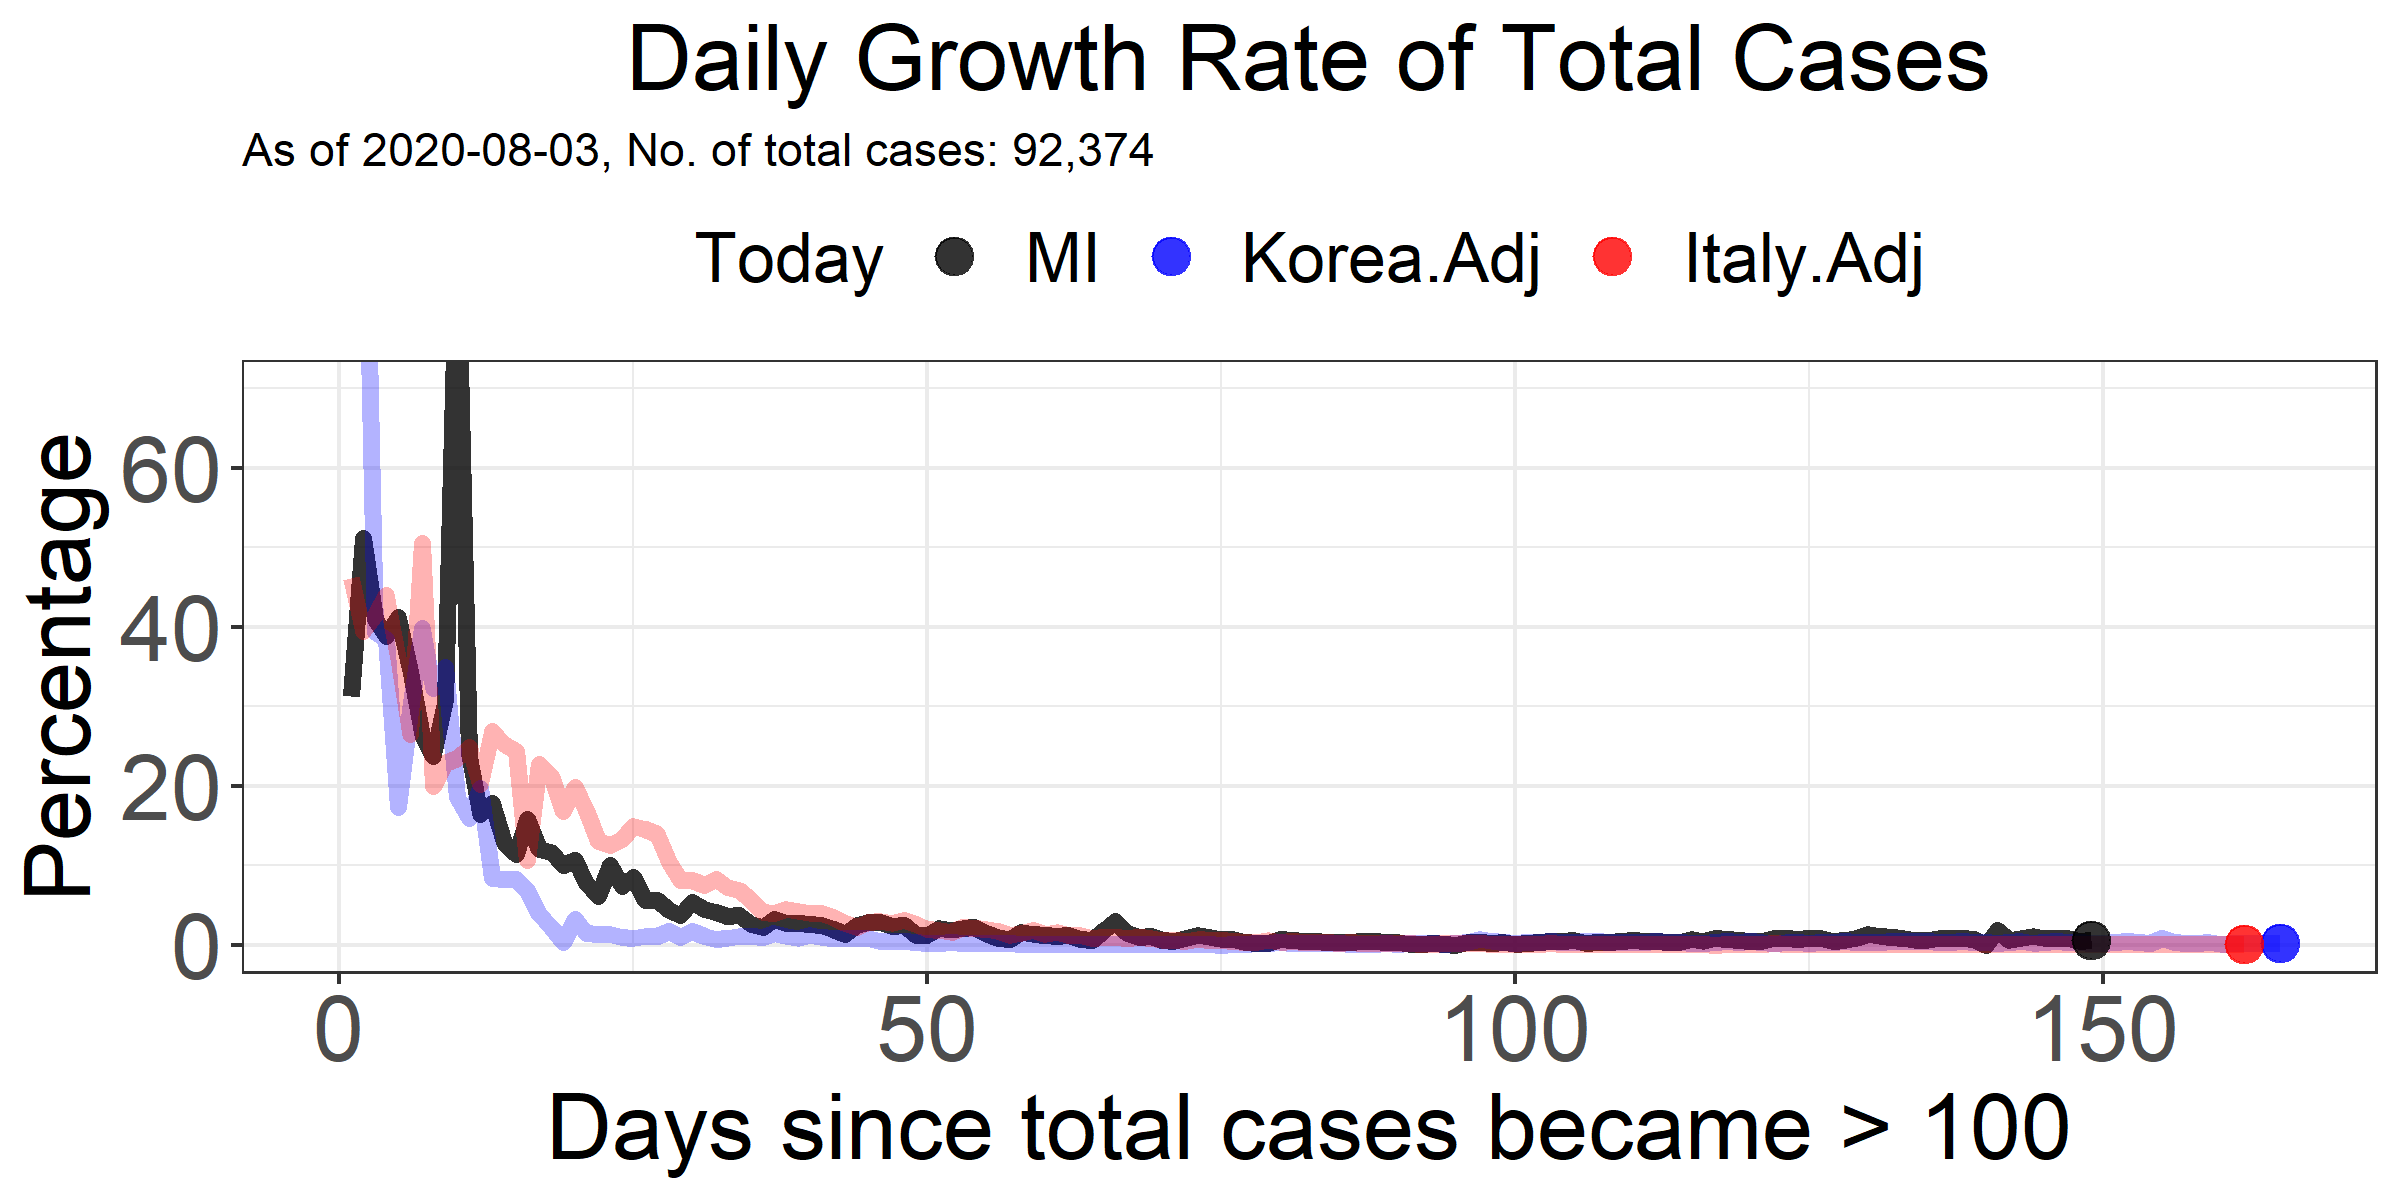 Daily Growth Rate of Total Cases
As of 2020-08-03, No. of total cases: 92,374
Today MI Korea.Adj Italy.Adj
Percentage
60
40
20
0
0 50 100 150
Days since total cases became > 100